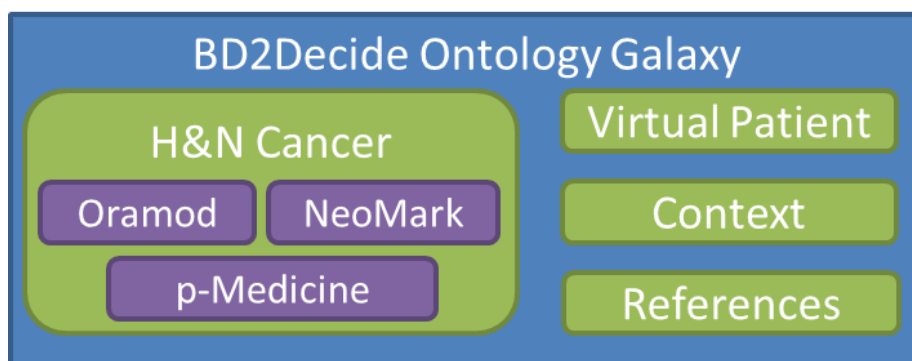 BD2Decide Ontology Galaxy
H&N Cancer
Oramod
NeoMark
p-Medicine
Virtual Patient
Context
References